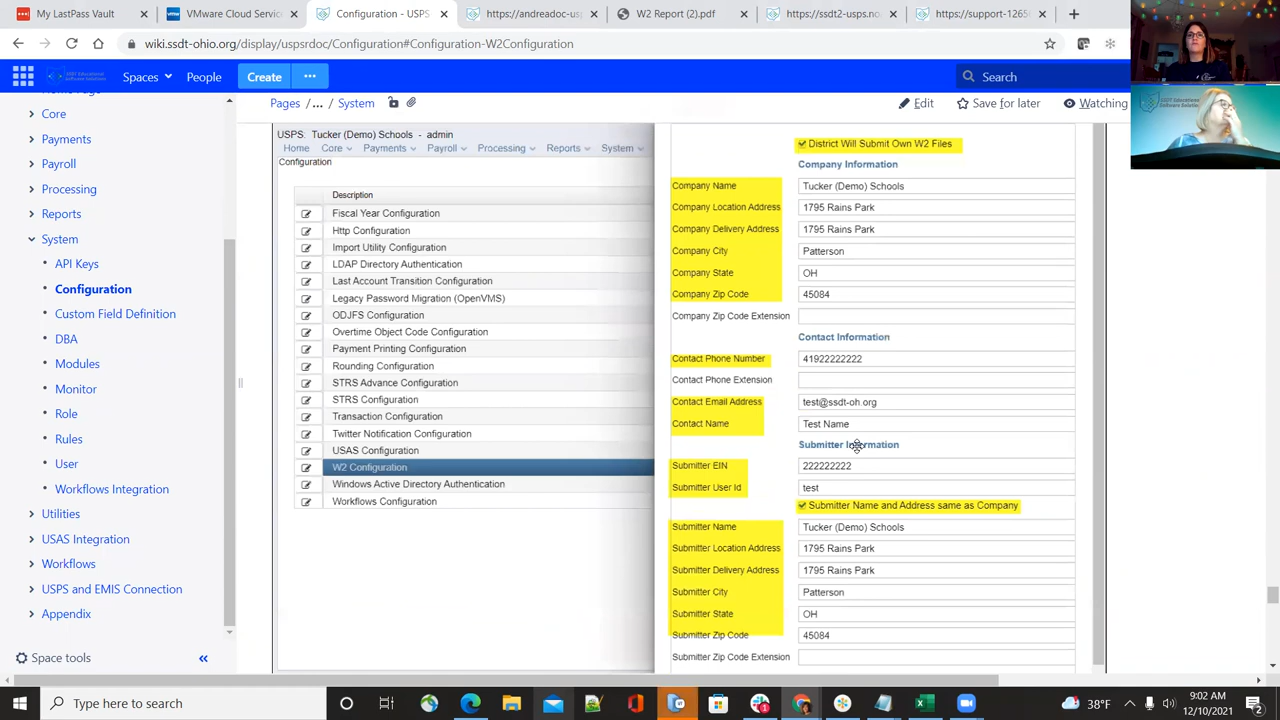 My LastPass Vault
VMware Cloud Service
Configuration - USPS
https://andreadoc-
W2 Report (2).pdf
https://ssdt2-usps.no
https://support-1265
wiki.ssdt-ohio.org/display/uspsrdoc/Configuration#Configuration-W2Configuration
Spaces
People
Create
Search
Pages /... / System
Edit
Save for later
Watching
Core
Payments
Payroll
Processing
Reports
System
API Keys
Configuration
Custom Field Definition
DBA
Modules
Monitor
Role
Rules
User
Workflows Integration
Utilities
USAS Integration
Workflows
USPS and EMIS Connection
Appendix
Space tools
USPS: Tucker (Demo) Schools - admin
Home Core Payments Payroll Processing Reports System
Configuration
Description
Fiscal Year Configuration
Http Configuration
Import Utility Configuration
LDAP Directory Authentication
Last Account Transition Configuration
Legacy Password Migration (OpenVMS)
ODJFS Configuration
Overtime Object Code Configuration
Payment Printing Configuration
Rounding Configuration
STRS Advance Configuration
STRS Configuration
Transaction Configuration
Twitter Notification Configuration
USAS Configuration
W2 Configuration
Windows Active Directory Authentication
Workflows Configuration
District Will Submit Own W2 Files
Company Information
Company Name Tucker (Demo) Schools
Company Location Address 1795 Rains Park
Company Delivery Address 1795 Rains Park
Company City Patterson
Company State OH
Company Zip Code 45084
Company Zip Code Extension
Contact Information
Contact Phone Number 41922222222
Contact Phone Extension
Contact Email Address test@ssdt-oh.org
Contact Name Test Name
Submitter Information
Submitter EIN 222222222
Submitter User Id test
Submitter Name and Address same as Company
Submitter Name Tucker (Demo) Schools
Submitter Location Address 1795 Rains Park
Submitter Delivery Address 1795 Rains Park
Submitter City Patterson
Submitter State OH
Submitter Zip Code 45084
Submitter Zip Code Extension
Type here to search
38°F
9:02 AM
12/10/2021